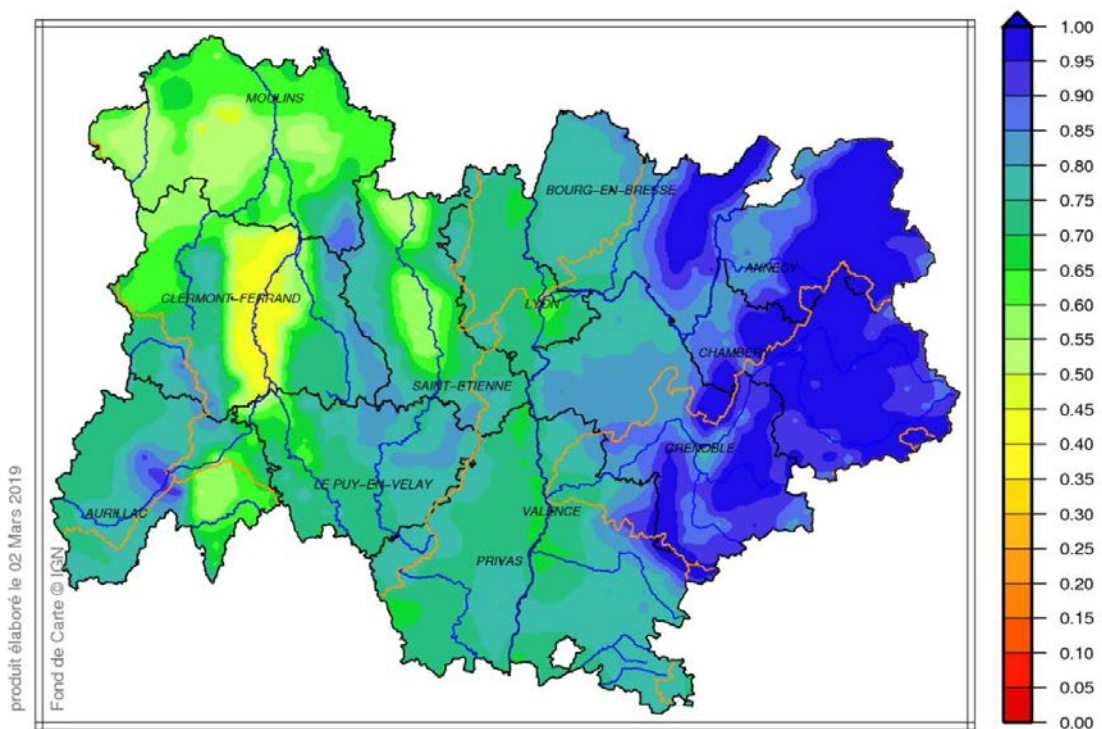 MOULINS
BOURG-EN-BRESSE
CLERMONT-FERRAND
ANNECY
LYON
CHAMBERY
SAINT-ETIENNE
GRENOBLE
LE PUY-EN-VELAY
AURILLAC
VALENCE
PRIVAS
produit élaboré le 02 Mars 2019
Fond de Carte © IGN
1.00
0.95
0.90
0.85
0.80
0.75
0.70
0.65
0.60
0.55
0.50
0.45
0.40
0.35
0.30
0.25
0.20
0.15
0.10
0.05
0.00